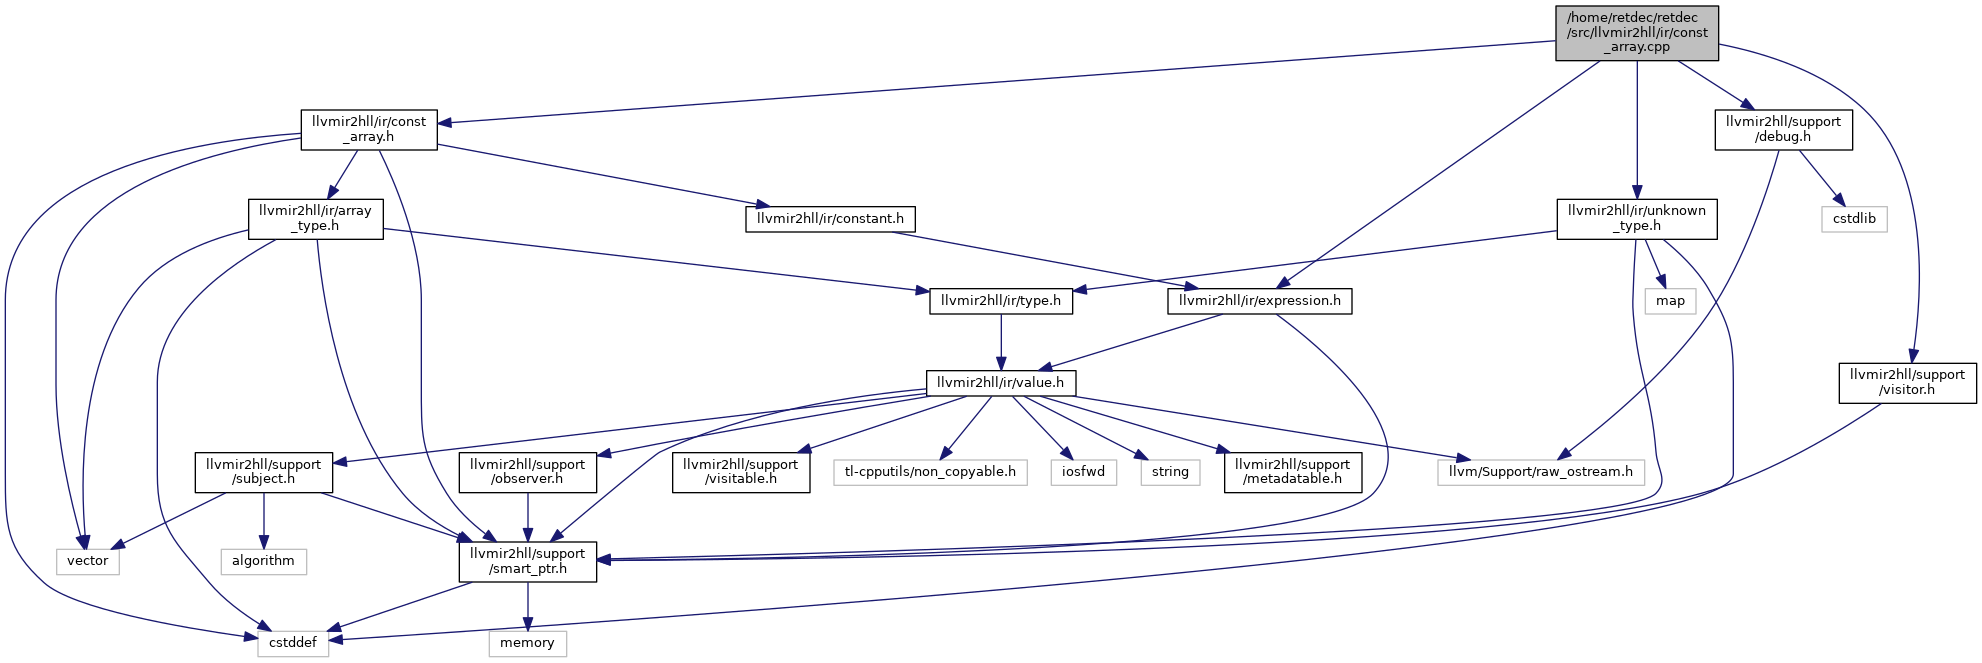 /home/retdec/retdec
/src/llvmir2hll/ir/const
_array.cpp
llvmir2hll/ir/const
_array.h
llvmir2hll/support
/debug.h
llvmir2hll/ir/array
_type.h
llvmir2hll/ir/constant.h
llvmir2hll/ir/unknown
_type.h
cstdlib
llvmir2hll/ir/type.h
llvmir2hll/ir/expression.h
map
llvmir2hll/ir/value.h
llvmir2hll/support
/visitor.h
llvmir2hll/support
/subject.h
llvmir2hll/support
/observer.h
llvmir2hll/support
/visitable.h
tl-cpputils/non_copyable.h
iosfwd
string
llvmir2hll/support
/metadatable.h
llvm/Support/raw_ostream.h
vector
algorithm
llvmir2hll/support
/smart_ptr.h
cstddef
memory